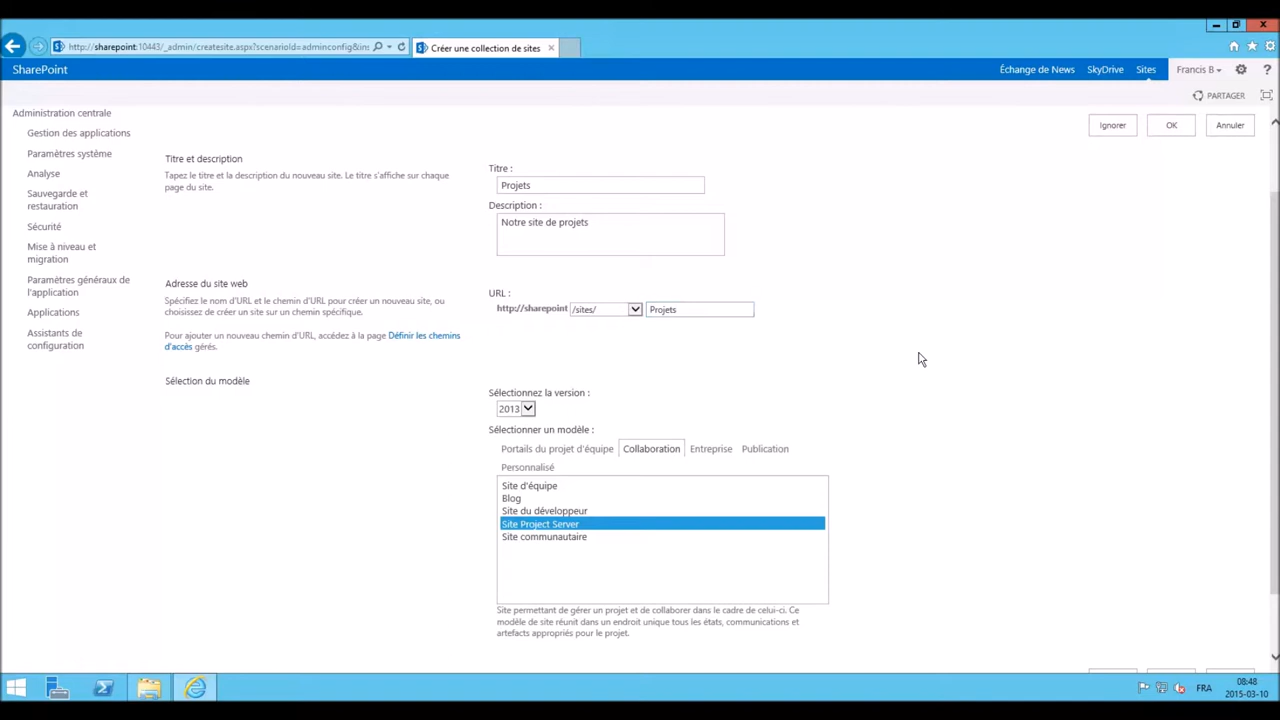 http://sharepoint:10443/_admin/createsite.aspx?scenarioId=adminconfig&ins
Créer une collection de sites
SharePoint
Échange de News
SkyDrive
Sites
Francis B
PARTAGER
Ignorer
OK
Annuler
Administration centrale
Gestion des applications
Paramètres système
Analyse
Sauvegarde et
restauration
Sécurité
Mise à niveau et
migration
Paramètres généraux de
l'application
Applications
Assistants de
configuration
Titre et description
Tapez le titre et la description du nouveau site. Le titre s'affiche sur chaque
page du site.
Titre :
Projets
Description :
Notre site de projets
Adresse du site web
Spécifiez le nom d'URL et le chemin d'URL pour créer un nouveau site, ou
choisissez de créer un site sur un chemin spécifique.
Pour ajouter un nouveau chemin d'URL, accédez à la page Définir les chemins
d'accès gérés.
URL :
http://sharepoint /sites/ Projets
Sélection du modèle
Sélectionnez la version :
2013
Sélectionner un modèle :
Portails du projet d'équipe
Collaboration
Entreprise
Publication
Personnalisé
Site d'équipe
Blog
Site du développeur
Site Project Server
Site communautaire
Site permettant de gérer un projet et de collaborer dans le cadre de celui-ci. Ce
modèle de site réunit dans un endroit unique tous les états, communications et
artefacts appropriés pour le projet.
FRA
08:48
2015-03-10